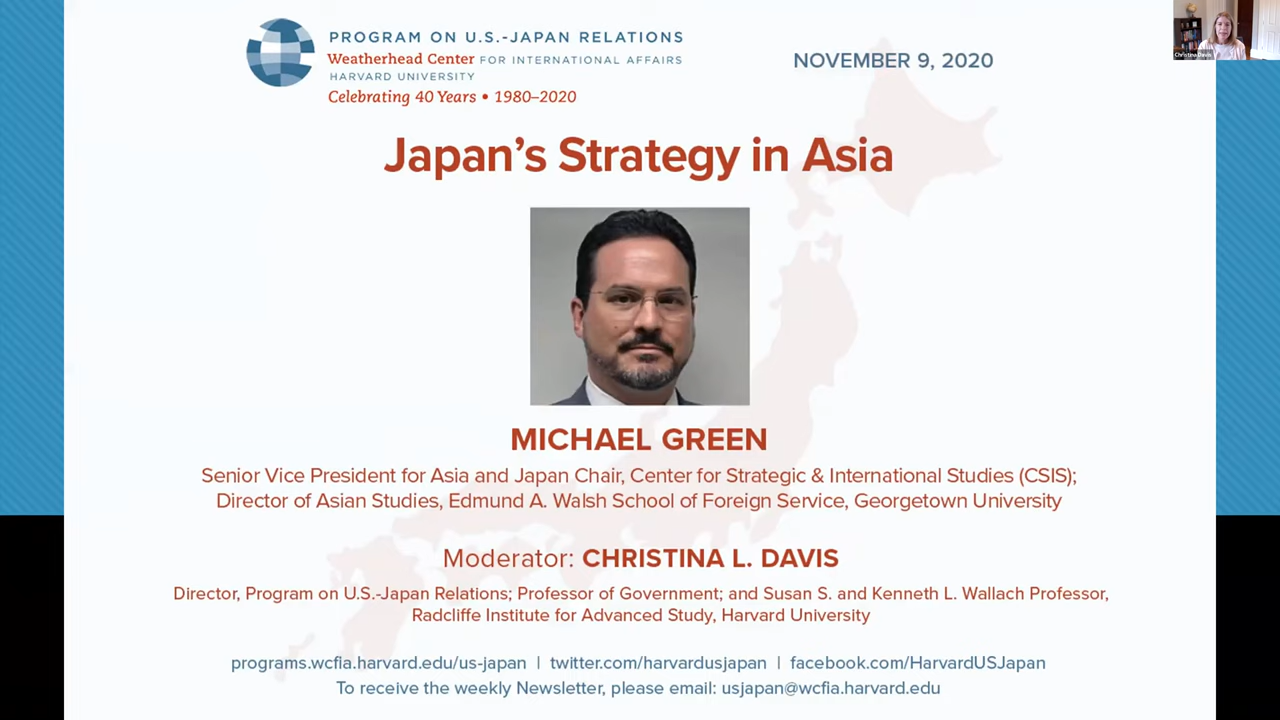 PROGRAM ON U.S.-JAPAN RELATIONS
Weatherhead Center FOR INTERNATIONAL AFFAIRS
HARVARD UNIVERSITY
Celebrating 40 Years • 1980–2020
NOVEMBER 9, 2020
Christina Davis
Japan's Strategy in Asia
MICHAEL GREEN
Senior Vice President for Asia and Japan Chair, Center for Strategic & International Studies (CSIS);
Director of Asian Studies, Edmund A. Walsh School of Foreign Service, Georgetown University
Moderator: CHRISTINA L. DAVIS
Director, Program on U.S.-Japan Relations; Professor of Government; and Susan S. and Kenneth L. Wallach Professor,
Radcliffe Institute for Advanced Study, Harvard University
programs.wcfia.harvard.edu/us-japan | twitter.com/harvardusjapan | facebook.com/HarvardUSJapan
To receive the weekly Newsletter, please email: usjapan@wcfia.harvard.edu